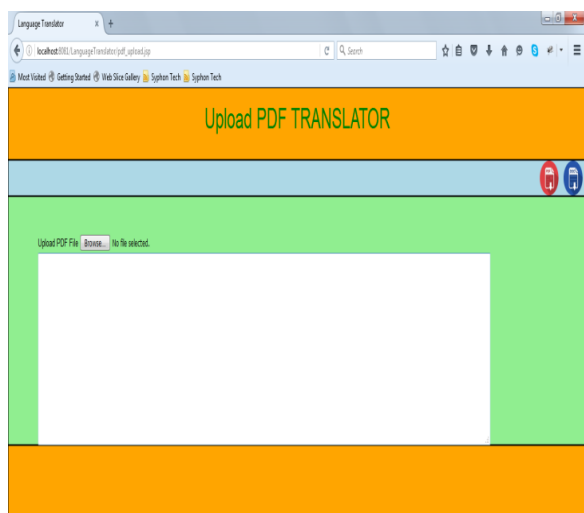 Language Translator x +
localhost:8081/LanguageTranslator/pdf_upload.jsp Search
Most Visited Getting Started Web Slice Gallery Syphon Tech Syphon Tech
Upload PDF TRANSLATOR
Upload PDF File Browse... No file selected.